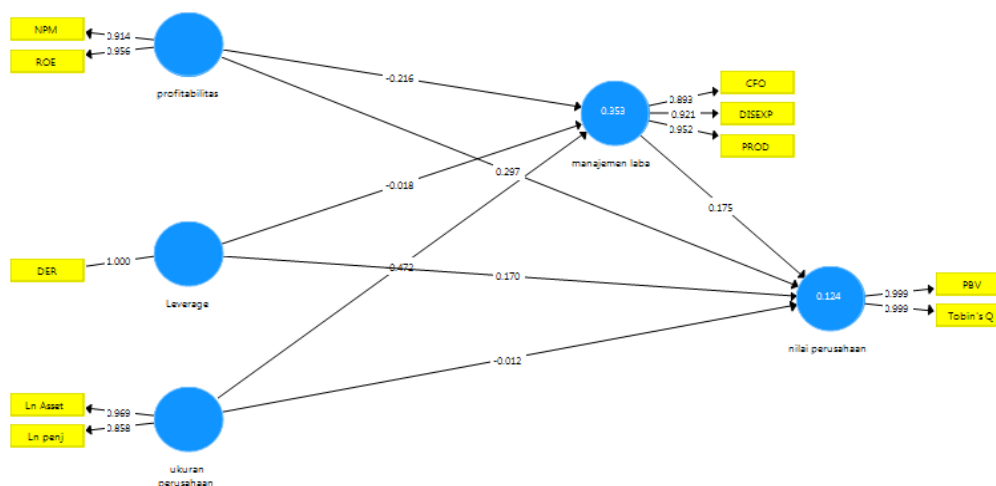 NPM
0.914
ROE
0.956
profitabilitas
-0.216
CFO
0.893
0.353
DISEXP
0.921
PROD
0.952
manajemen laba
0.297
-0.018
0.175
DER
1.000
Leverage
-0.472
0.170
PBV
0.999
0.124
Tobin's Q
0.999
nilai perusahaan
-0.012
Ln Asset
0.969
Ln penj
0.858
ukuran
perusahaan